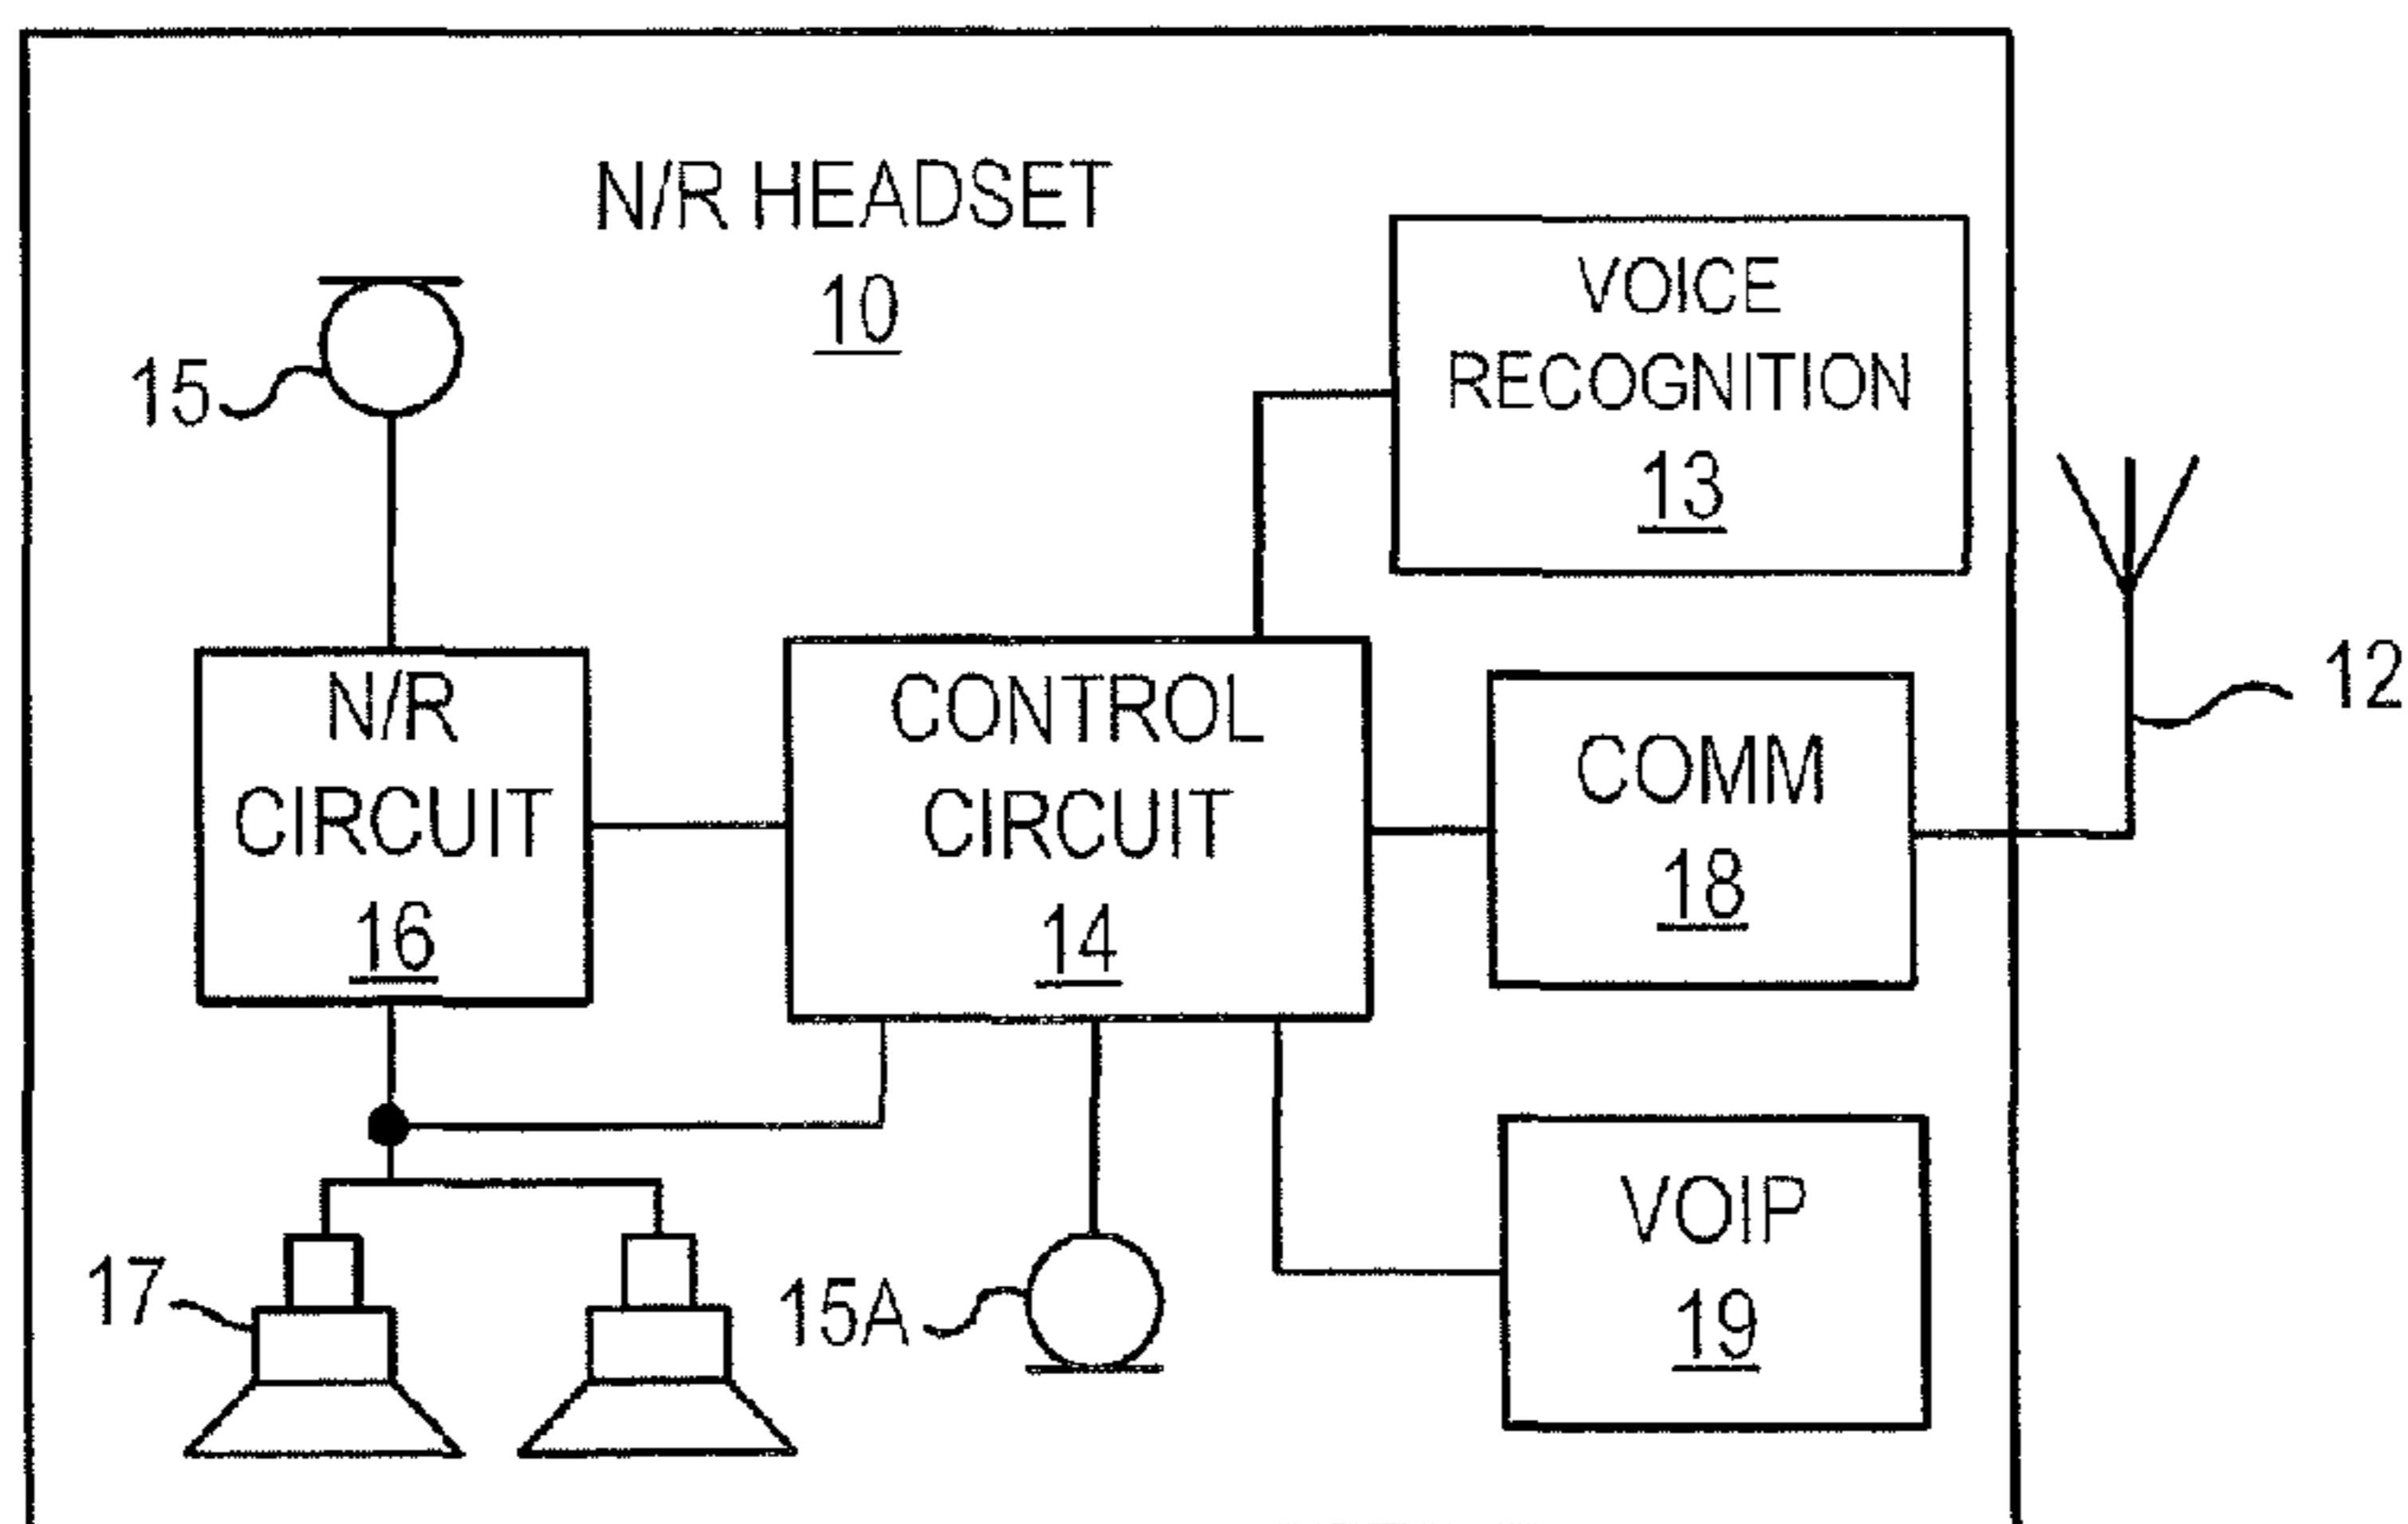 N/R HEADSET
10
15
VOICE
RECOGNITION
13
12
N/R
CIRCUIT
16
CONTROL
CIRCUIT
14
COMM
18
17
15A
VOIP
19